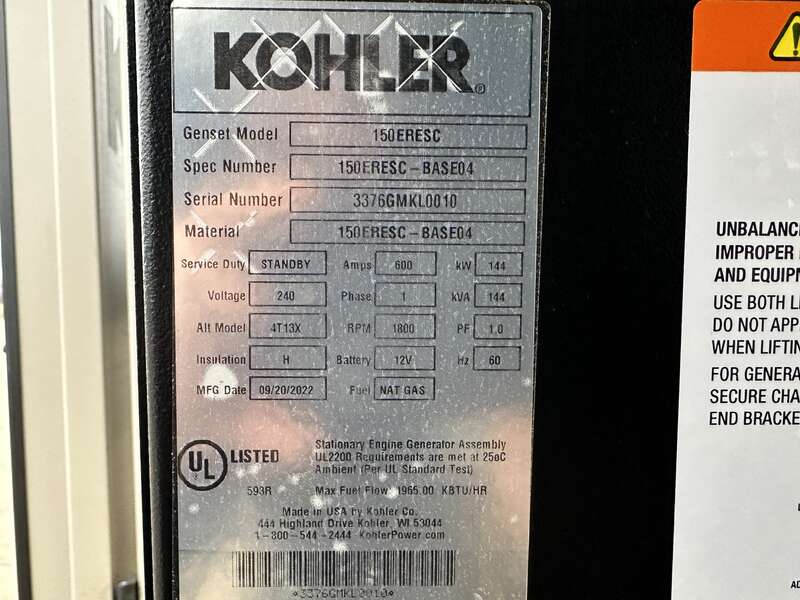 KOHLER®
Genset Model 150ERESC
Spec Number 150ERESC-BASE04
Serial Number 3376GMKL0010
Material 150ERESC-BASE04
Service Duty STANDBY Amps 600 kW 144
Voltage 240 Phase 1 kVA 144
Alt Model 4T13X RPM 1800 PF 1.0
Insulation H Battery 12V Hz 60
MFG Date 09/20/2022 Fuel NAT GAS
UL LISTED
593R
Stationary Engine Generator Assembly
UL2200 Requirements are met at 25oC
Ambient (Per UL Standard Test)
Max Fuel Flow: 1965.00 KBTU/HR
Made in USA by Kohler Co.
444 Highland Drive Kohler, WI 53044
1-800-544-2444 KohlerPower.com
*3376GMKL0010*
UNBALANC
IMPROPER
AND EQUIPM
USE BOTH LI
DO NOT APP
WHEN LIFTIN
FOR GENERA
SECURE CHA
END BRACKE
AD